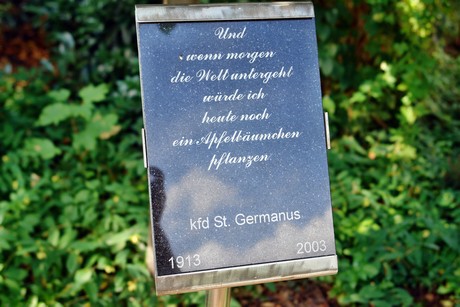 Und
wenn morgen
die Welt untergeht
würde ich
heute noch
ein Apfelbäumchen
pflanzen
kfd St. Germanus
1913 2003